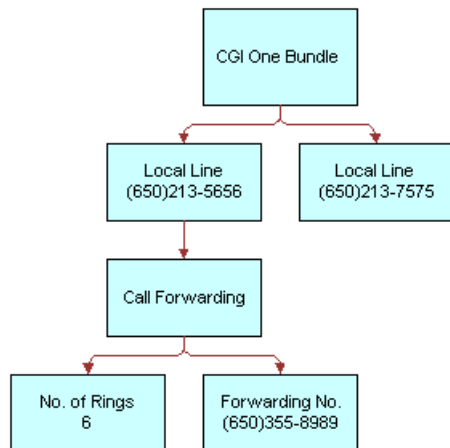 CGI One Bundle
Local Line
(650)213-5656
Local Line
(650)213-7575
Call Forwarding
No. of Rings
6
Forwarding No.
(650)355-8989